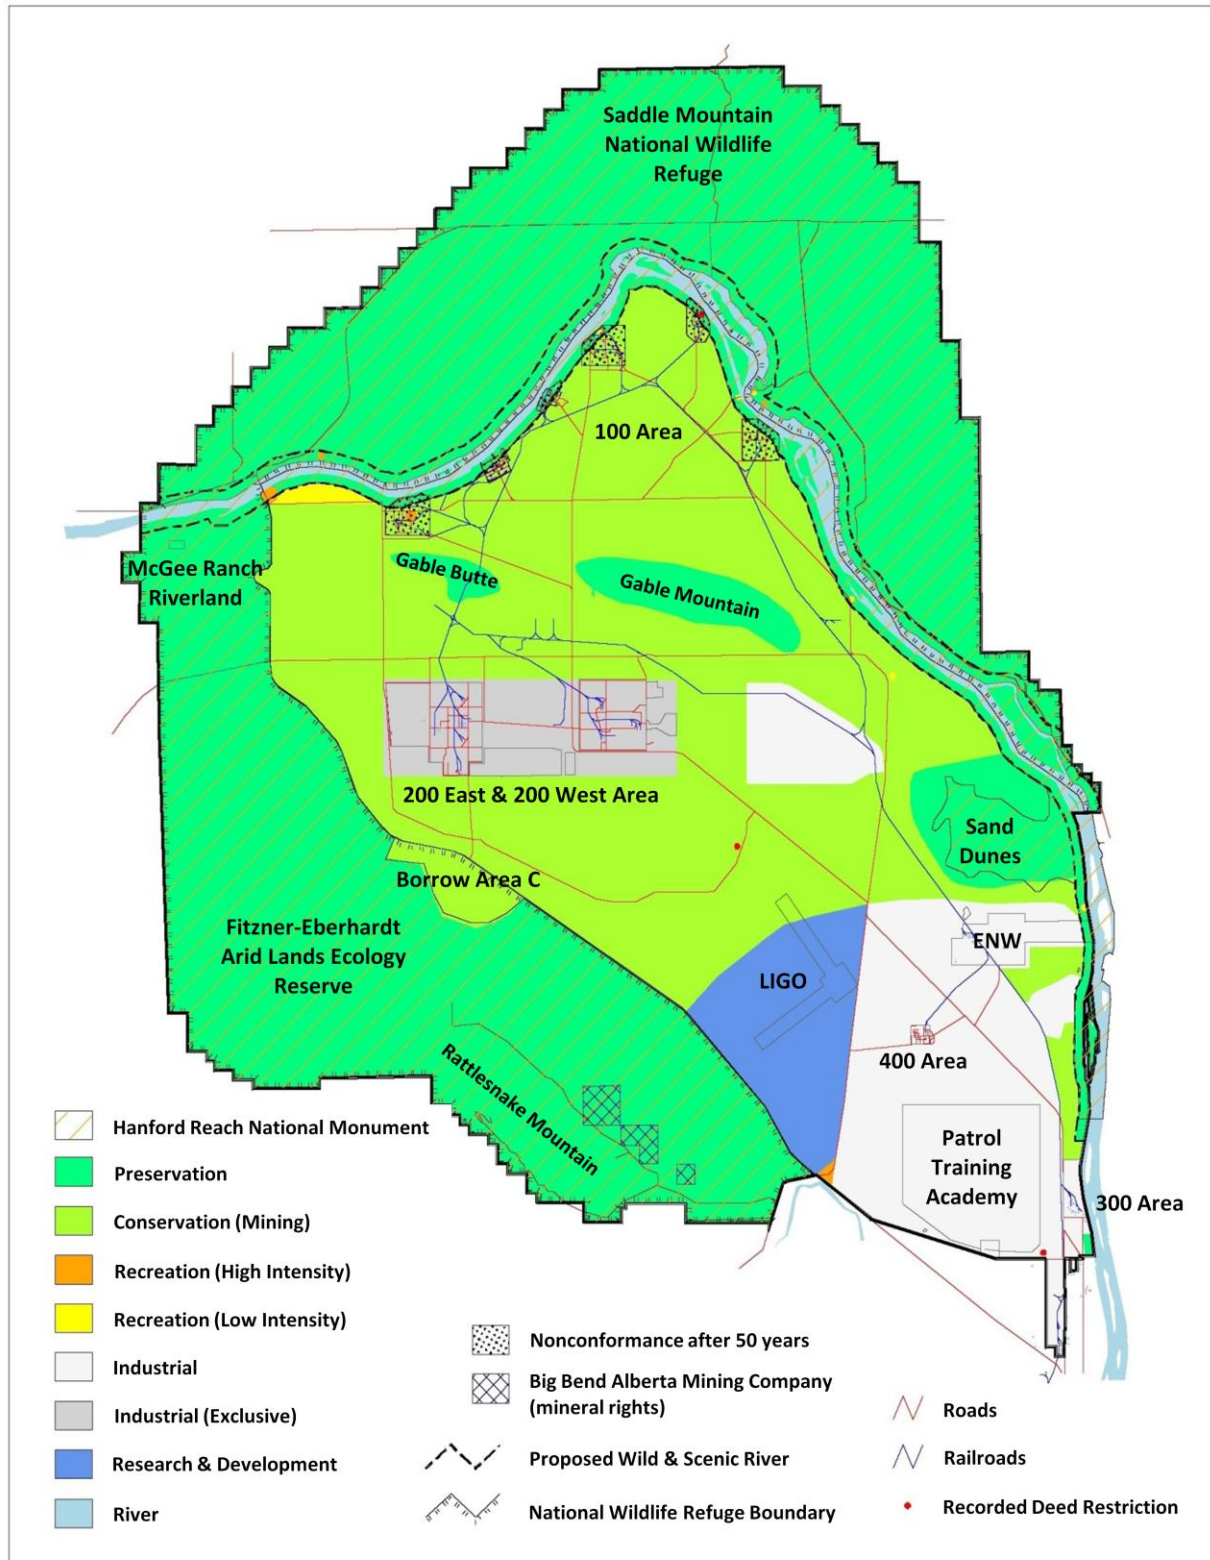 Saddle Mountain
National Wildlife
Refuge
100 Area
McGee Ranch
Riverland
Gable Butte
Gable Mountain
200 East & 200 West Area
Sand
Dunes
Borrow Area C
Fitzner-Eberhardt
Arid Lands Ecology
Reserve
ENW
LIGO
400 Area
Rattlesnake Mountain
Patrol
Training
Academy
300 Area
Hanford Reach National Monument
Preservation
Conservation (Mining)
Recreation (High Intensity)
Recreation (Low Intensity)
Industrial
Industrial (Exclusive)
Research & Development
River
Nonconformance after 50 years
Big Bend Alberta Mining Company
(mineral rights)
Proposed Wild & Scenic River
National Wildlife Refuge Boundary
Roads
Railroads
Recorded Deed Restriction